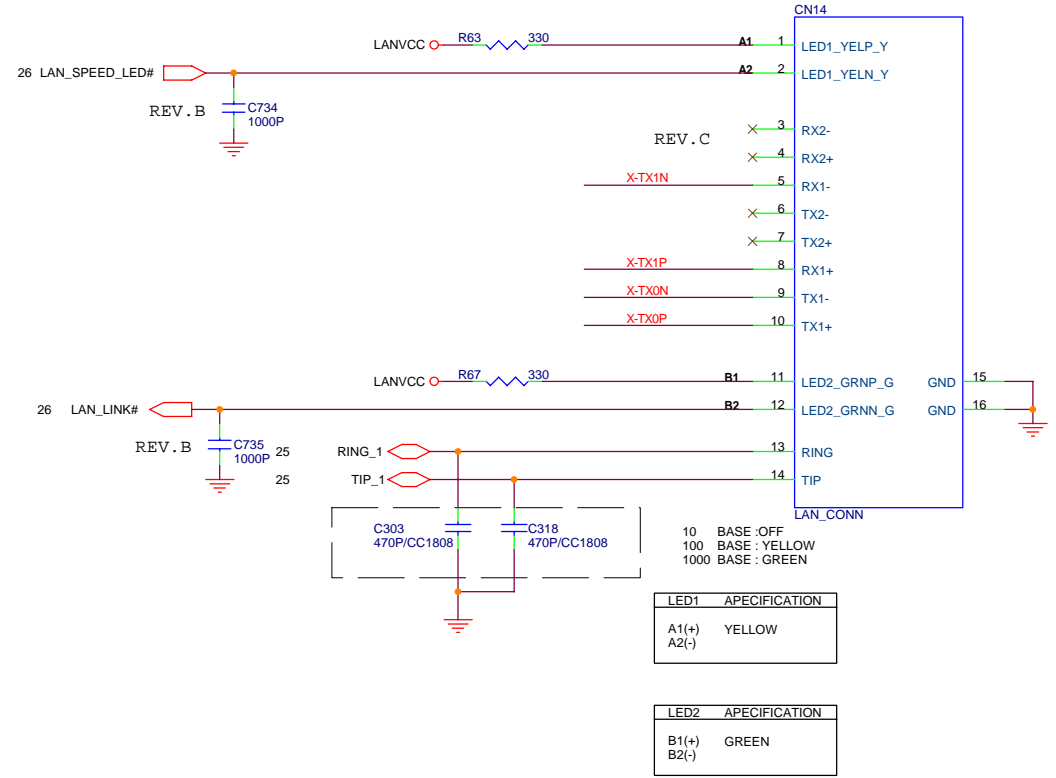 CN14
LANVCC R63 330 A1 1 LED1_YELP_Y
26 LAN_SPEED_LED# A2 2 LED1_YELN_Y
REV.B C734
1000P
REV.C
3 RX2-
4 RX2+
X-TX1N 5 RX1-
6 TX2-
7 TX2+
X-TX1P 8 RX1+
X-TX0N 9 TX1-
X-TX0P 10 TX1+
LANVCC R67 330 B1 11 LED2_GRNP_G GND 15
26 LAN_LINK# B2 12 LED2_GRNN_G GND 16
REV.B C735
1000P
25 RING_1 13 RING
25 TIP_1 14 TIP
LAN_CONN
C303
470P/CC1808
C318
470P/CC1808
10 BASE :OFF
100 BASE : YELLOW
1000 BASE : GREEN
LED1 APECIFICATION
A1(+) YELLOW
A2(-)
LED2 APECIFICATION
B1(+) GREEN
B2(-)